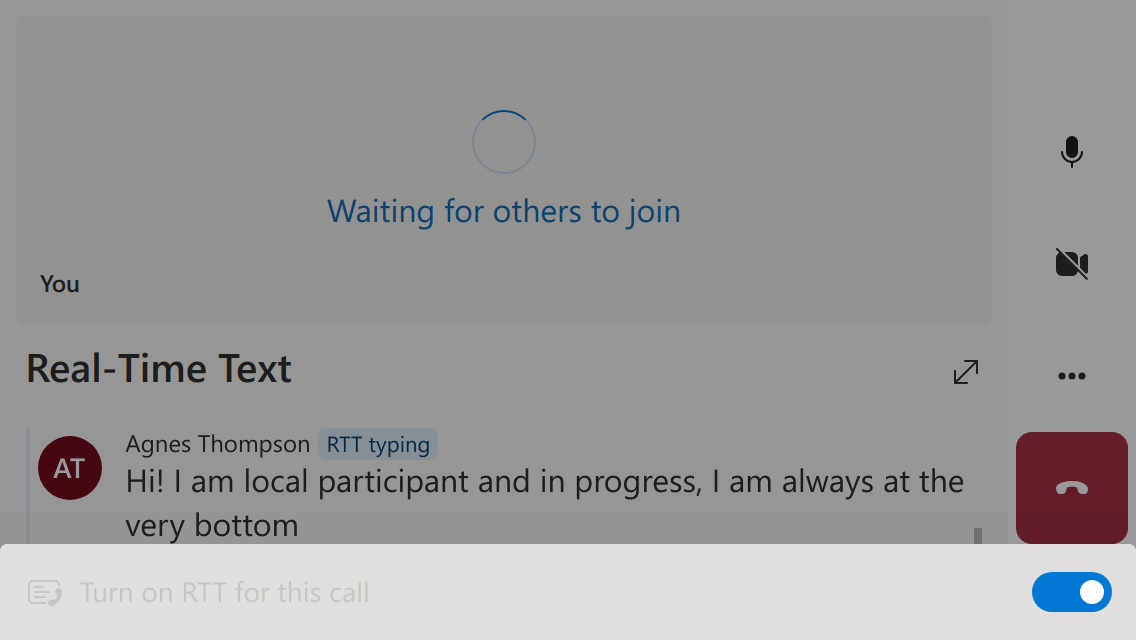 Waiting for others to join
You
Real-Time Text
AT
Agnes Thompson RTT typing
Hi! I am local participant and in progress, I am always at the
very bottom
Turn on RTT for this call